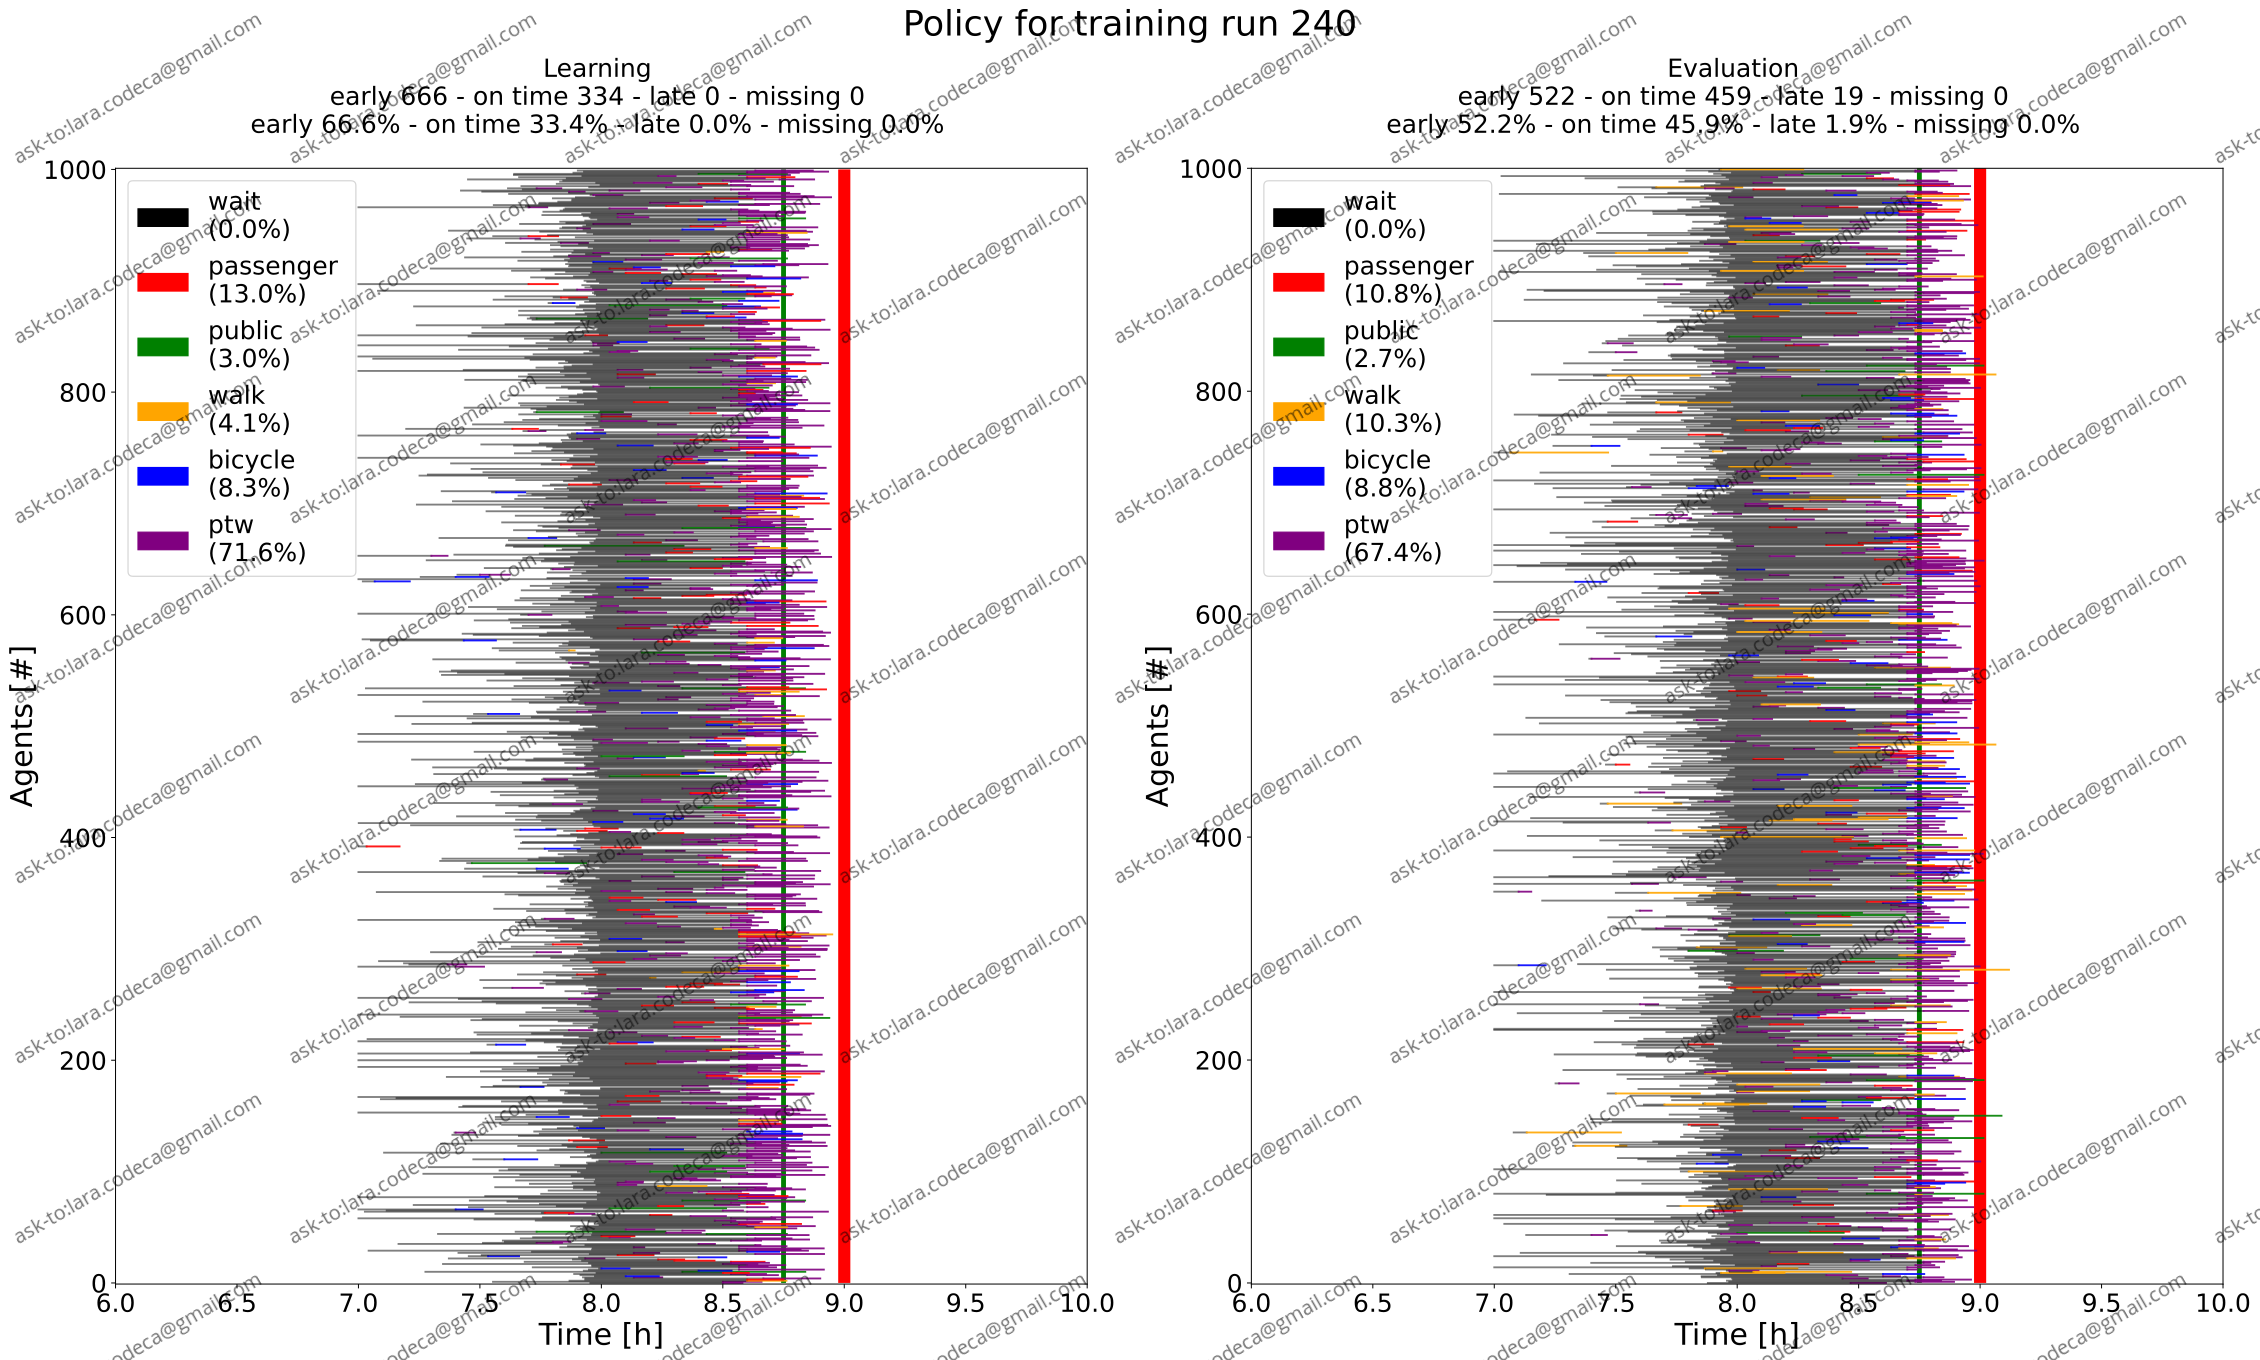 Policy for training run 240
Learning
early 666 - on time 334 - late 0 - missing 0
early 66.6% - on time 33.4% - late 0.0% - missing 0.0%
1000
800
600
400
200
0
Agents [#]
wait
(0.0%)
passenger
(13.0%)
public
(3.0%)
walk
(4.1%)
bicycle
(8.3%)
ptw
(71.6%)
6.0 6.5 7.0 7.5 8.0 8.5 9.0 9.5 10.0
Time [h]
Evaluation
early 522 - on time 459 - late 19 - missing 0
early 52.2% - on time 45.9% - late 1.9% - missing 0.0%
1000
800
600
400
200
0
Agents [#]
wait
(0.0%)
passenger
(10.8%)
public
(2.7%)
walk
(10.3%)
bicycle
(8.8%)
ptw
(67.4%)
6.0 6.5 7.0 7.5 8.0 8.5 9.0 9.5 10.0
Time [h]
ask-to:lara.codeca@gmail.com